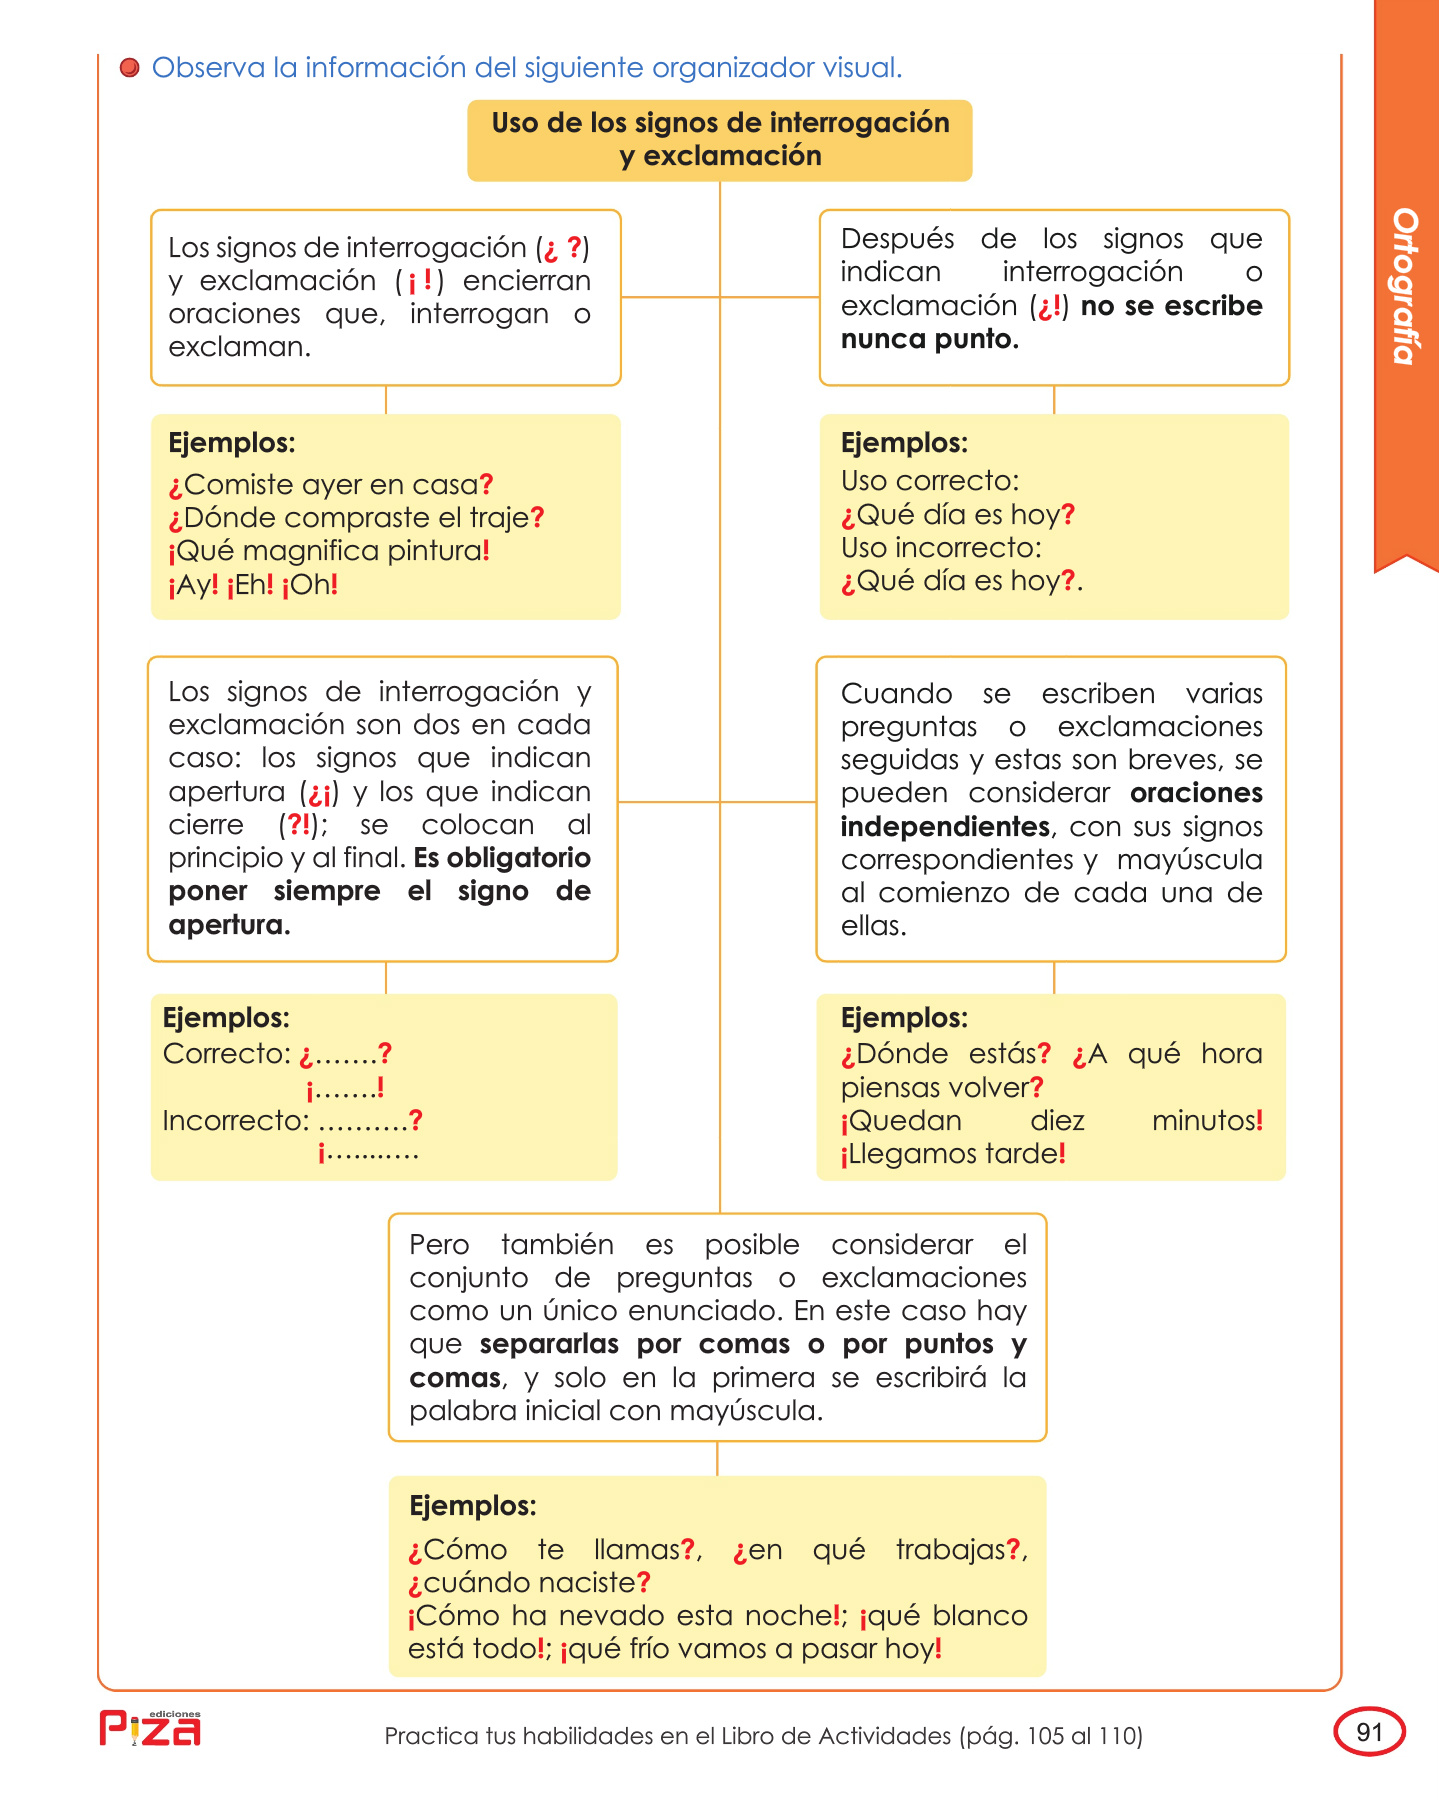 Observa la información del siguiente organizador visual.
Uso de los signos de interrogación
y exclamación
Los signos de interrogación (¿ ?)
y exclamación (¡!) encierran
oraciones que, interrogan o
exclaman.
Ejemplos:
¿Comiste ayer en casa?
¿Dónde compraste el traje?
¡Qué magnifica pintura!
¡Ay! ¡Eh! ¡Oh!
Después de los signos que
indican interrogación o
exclamación (¿!) no se escribe
nunca punto.
Ejemplos:
Uso correcto:
¿Qué día es hoy?
Uso incorrecto:
¿Qué día es hoy?.
Los signos de interrogación y
exclamación son dos en cada
caso: los signos que indican
apertura (¿¡) y los que indican
cierre (?!); se colocan al
principio y al final. Es obligatorio
poner siempre el signo de
apertura.
Ejemplos:
Correcto: ¿.......?
¡.......!
Incorrecto: ..........?
¡..........
Cuando se escriben varias
preguntas o exclamaciones
seguidas y estas son breves, se
pueden considerar oraciones
independientes, con sus signos
correspondientes y mayúscula
al comienzo de cada una de
ellas.
Ejemplos:
¿Dónde estás? ¿A qué hora
piensas volver?
¡Quedan diez minutos!
¡Llegamos tarde!
Pero también es posible considerar el
conjunto de preguntas o exclamaciones
como un único enunciado. En este caso hay
que separarlas por comas o por puntos y
comas, y solo en la primera se escribirá la
palabra inicial con mayúscula.
Ejemplos:
¿Cómo te llamas?, ¿en qué trabajas?,
¿cuándo naciste?
¡Cómo ha nevado esta noche!; ¡qué blanco
está todo!; ¡qué frío vamos a pasar hoy!
Ortografía
ediciones
Piza
Practica tus habilidades en el Libro de Actividades (pág. 105 al 110)
91